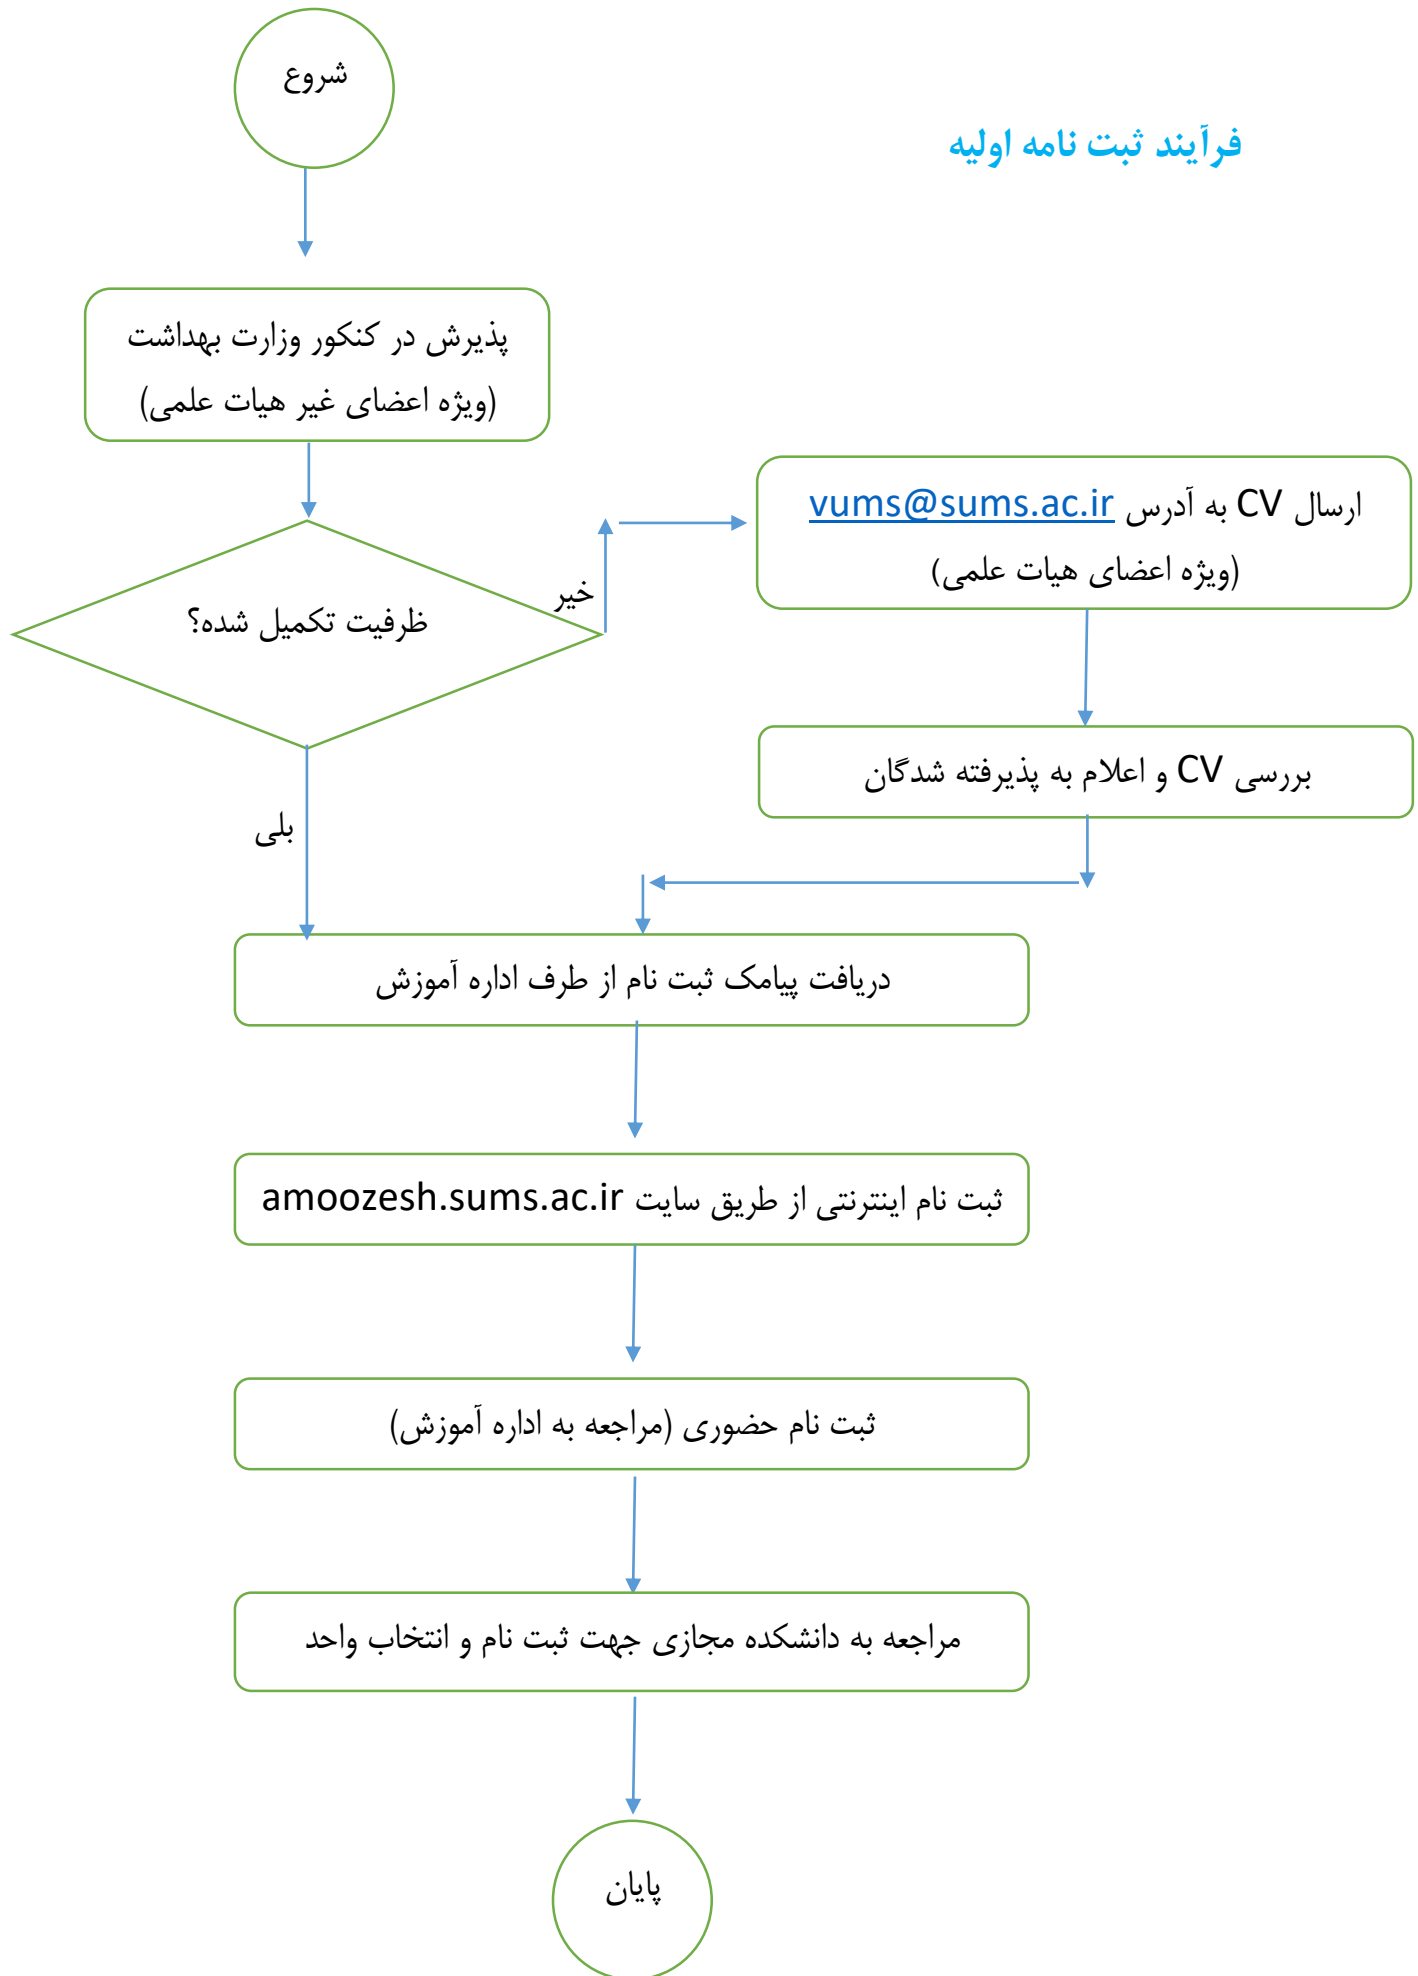 شروع
فرآیند ثبت نامه اولیه
پذیرش در کنکور وزارت بهداشت
(ویژه اعضای غیر هیات علمی)
ارسال CV به آدرس vums@sums.ac.ir
(ویژه اعضای هیات علمی)
خیر
ظرفیت تکمیل شده؟
بررسی CV و اعلام به پذیرفته شدگان
بلی
دریافت پیامک ثبت نام از طرف اداره آموزش
ثبت نام اینترنتی از طریق سایت amoozesh.sums.ac.ir
ثبت نام حضوری (مراجعه به اداره آموزش)
مراجعه به دانشکده مجازی جهت ثبت نام و انتخاب واحد
پایان